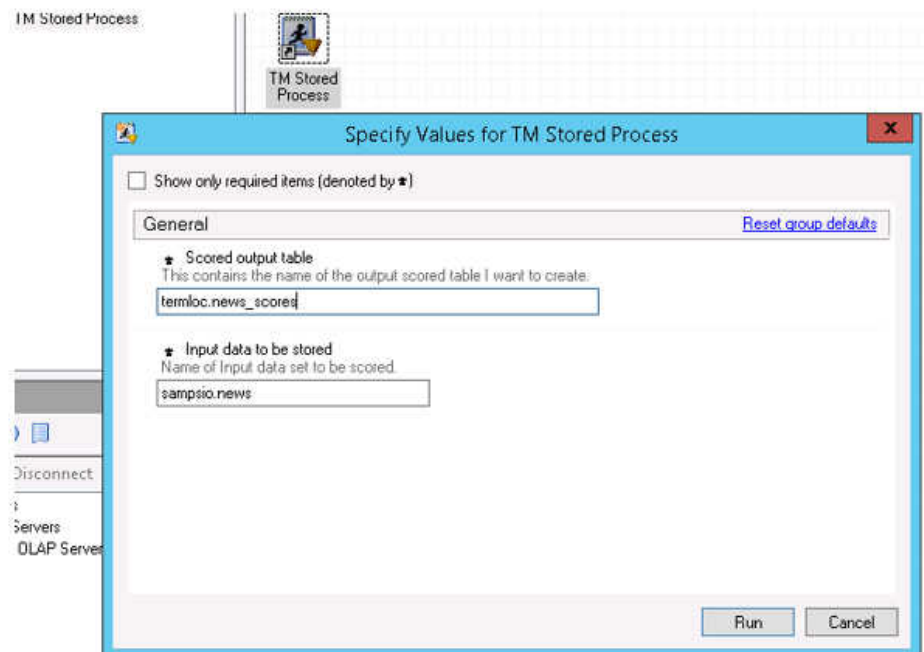 TM Stored Process
TM Stored
Process
Specify Values for TM Stored Process
x
Show only required items (denoted by *)
General
Reset group defaults
* Scored output table
This contains the name of the output scored table I want to create.
termloc.news_scores
* Input data to be stored
Name of Input data set to be scored.
sampsio.news
Disconnect
s
Servers
OLAP Server
Run
Cancel